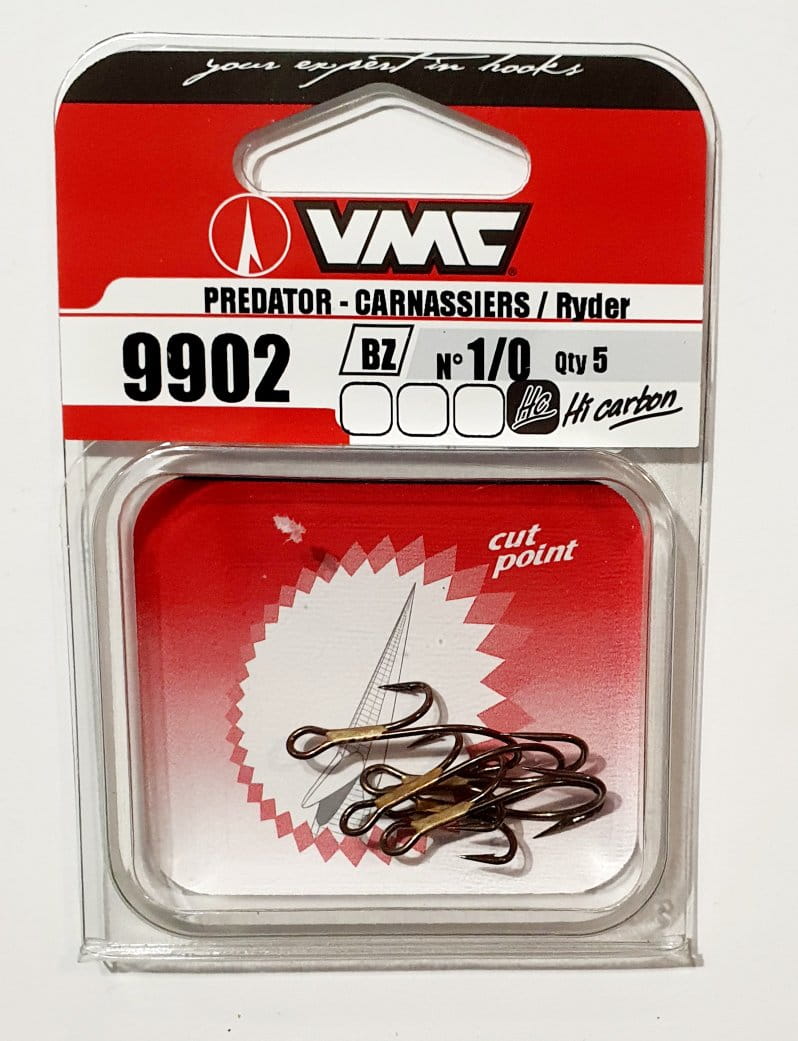 your expert in hooks
VMC
PREDATOR - CARNASSIERS / Ryder
9902 BZ N° 1/0 Qty 5
Hc Hi carbon
cut
point